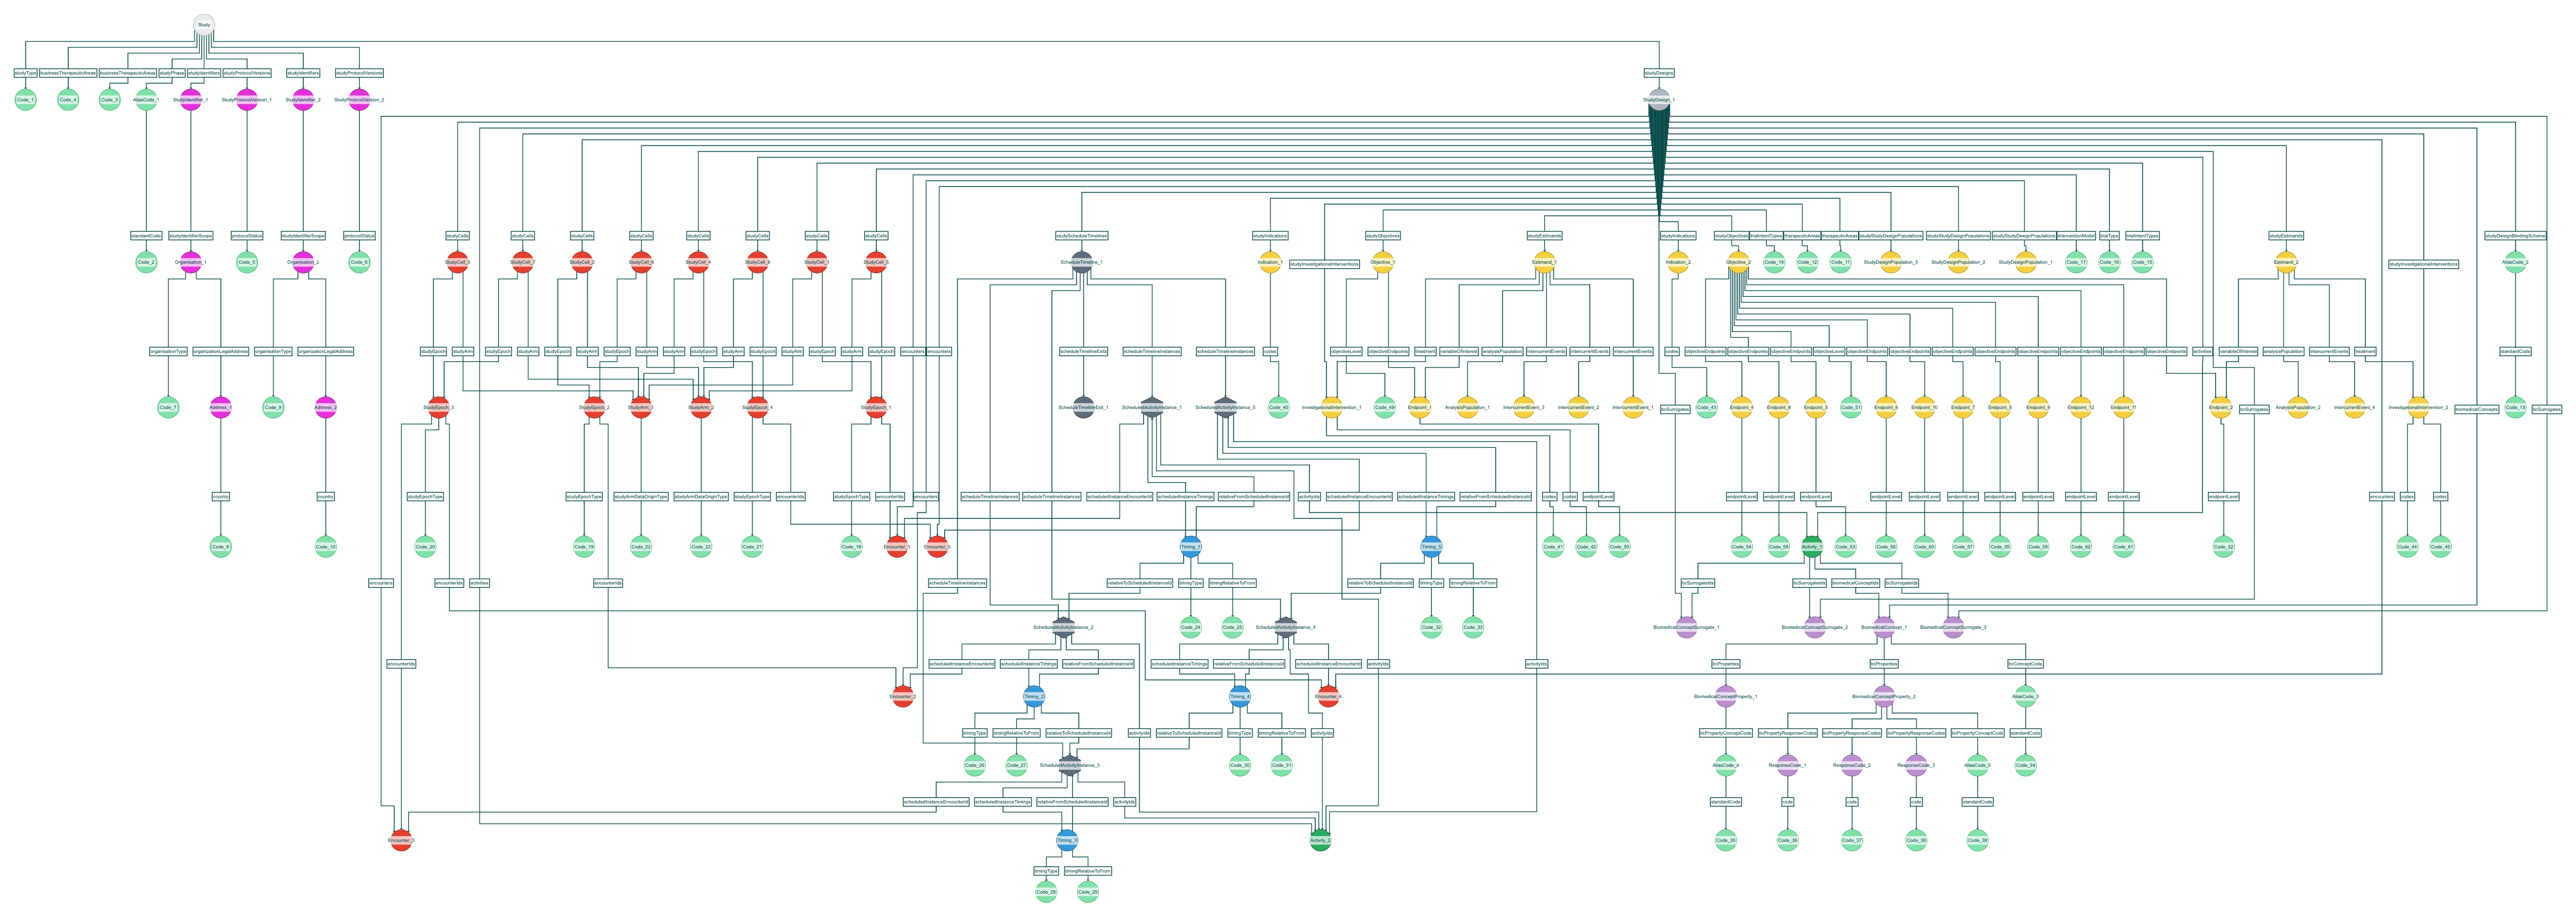 Study
studyType
businessTherapeuticAreas
businessTherapeuticAreas
studyPhase
studyIdentifiers
studyProtocolVersions
studyIdentifiers
studyProtocolVersions
studyDesigns
Code_1
Code_4
Code_3
AliasCode_1
StudyIdentifier_1
StudyProtocolVersion_1
StudyIdentifier_2
StudyProtocolVersion_2
StudyDesign_1
standardCode
studyIdentifierScope
protocolStatus
studyIdentifierScope
protocolStatus
studyCells
studyCells
studyCells
studyCells
studyCells
studyCells
studyCells
studyCells
studyScheduleTimelines
studyIndications
studyObjectives
studyEstimands
studyIndications
studyObjectives
trialIntentTypes
therapeuticAreas
therapeuticAreas
studyStudyDesignPopulations
studyStudyDesignPopulations
studyStudyDesignPopulations
interventionModel
trialType
trialIntentTypes
studyEstimands
studyDesignBlindingScheme
Code_2
Organisation_1
Code_5
Organisation_2
Code_6
StudyCell_3
StudyCell_7
StudyCell_2
StudyCell_6
StudyCell_4
StudyCell_8
StudyCell_1
StudyCell_5
ScheduleTimeline_1
Indication_1
studyInvestigationalInterventions
Objective_1
Estimand_1
Indication_2
Objective_2
Code_14
Code_12
Code_11
StudyDesignPopulation_3
StudyDesignPopulation_2
StudyDesignPopulation_1
Code_17
Code_16
Code_15
Estimand_2
studyInvestigationalInterventions
AliasCode_2
organisationType
organizationLegalAddress
organisationType
organizationLegalAddress
studyEpoch
studyArm
studyEpoch
studyArm
studyEpoch
studyArm
studyEpoch
studyArm
studyArm
studyEpoch
studyArm
studyEpoch
studyArm
studyEpoch
studyArm
studyEpoch
encounters
encounters
scheduleTimelineExits
scheduleTimelineInstances
scheduleTimelineInstances
codes
objectiveLevel
objectiveEndpoints
treatment
variableOfInterest
analysisPopulation
intercurrentEvents
intercurrentEvents
intercurrentEvents
codes
objectiveEndpoints
objectiveEndpoints
objectiveEndpoints
objectiveLevel
objectiveEndpoints
objectiveEndpoints
objectiveEndpoints
objectiveEndpoints
objectiveEndpoints
objectiveEndpoints
objectiveEndpoints
objectiveEndpoints
activities
variableOfInterest
analysisPopulation
intercurrentEvents
treatment
standardCode
Code_7
Address_1
Code_9
Address_2
StudyEpoch_3
StudyEpoch_2
StudyArm_1
StudyArm_2
StudyEpoch_4
StudyEpoch_1
ScheduleTimelineExit_1
ScheduledActivityInstance_1
ScheduledActivityInstance_5
Code_40
InvestigationalIntervention_1
Code_49
Endpoint_1
AnalysisPopulation_1
IntercurrentEvent_3
IntercurrentEvent_2
IntercurrentEvent_1
bcSurrogates
Code_43
Endpoint_4
Endpoint_8
Endpoint_3
Code_51
Endpoint_6
Endpoint_10
Endpoint_7
Endpoint_5
Endpoint_9
Endpoint_12
Endpoint_11
Endpoint_2
bcSurrogates
AnalysisPopulation_2
IntercurrentEvent_4
InvestigationalIntervention_2
biomedicalConcepts
Code_13
bcSurrogates
country
country
studyEpochType
studyEpochType
studyArmDataOriginType
studyArmDataOriginType
studyEpochType
encounterIds
studyEpochType
encounterIds
encounters
scheduleTimelineInstances
scheduleTimelineInstances
scheduledInstanceEncounterId
scheduledInstanceTimings
relativeFromScheduledInstanceId
activityIds
scheduledInstanceEncounterId
scheduledInstanceTimings
relativeFromScheduledInstanceId
codes
codes
endpointLevel
endpointLevel
endpointLevel
endpointLevel
endpointLevel
endpointLevel
endpointLevel
endpointLevel
endpointLevel
endpointLevel
endpointLevel
endpointLevel
encounters
codes
codes
Code_8
Code_10
Code_20
Code_19
Code_22
Code_23
Code_21
Code_18
Encounter_1
Encounter_5
Timing_1
Timing_5
Code_41
Code_42
Code_50
Code_54
Code_58
Activity_1
Code_53
Code_56
Code_60
Code_57
Code_55
Code_59
Code_62
Code_61
Code_52
Code_44
Code_45
encounters
encounterIds
activities
encounterIds
scheduleTimelineInstances
relativeToScheduledInstanceId
timingType
timingRelativeToFrom
relativeToScheduledInstanceId
timingType
timingRelativeToFrom
bcSurrogateIds
bcSurrogateIds
biomedicalConceptIds
bcSurrogateIds
ScheduledActivityInstance_2
Code_24
Code_25
ScheduledActivityInstance_4
Code_32
Code_33
BiomedicalConceptSurrogate_1
BiomedicalConceptSurrogate_2
BiomedicalConcept_1
BiomedicalConceptSurrogate_3
encounterIds
scheduledInstanceEncounterId
scheduledInstanceTimings
relativeFromScheduledInstanceId
scheduledInstanceTimings
relativeFromScheduledInstanceId
scheduledInstanceEncounterId
activityIds
activityIds
bcProperties
bcProperties
bcConceptCode
Encounter_2
Timing_2
Timing_4
Encounter_4
BiomedicalConceptProperty_1
BiomedicalConceptProperty_2
AliasCode_3
timingType
timingRelativeToFrom
relativeToScheduledInstanceId
activityIds
relativeToScheduledInstanceId
timingType
timingRelativeToFrom
activityIds
bcPropertyConceptCode
bcPropertyResponseCodes
bcPropertyResponseCodes
bcPropertyResponseCodes
bcPropertyConceptCode
standardCode
Code_26
Code_27
ScheduledActivityInstance_3
Code_30
Code_31
AliasCode_4
ResponseCode_1
ResponseCode_2
ResponseCode_3
AliasCode_5
Code_34
scheduledInstanceEncounterId
scheduledInstanceTimings
relativeFromScheduledInstanceId
activityIds
standardCode
code
code
code
standardCode
Encounter_3
Timing_3
Activity_2
Code_35
Code_36
Code_37
Code_38
Code_39
timingType
timingRelativeToFrom
Code_28
Code_29